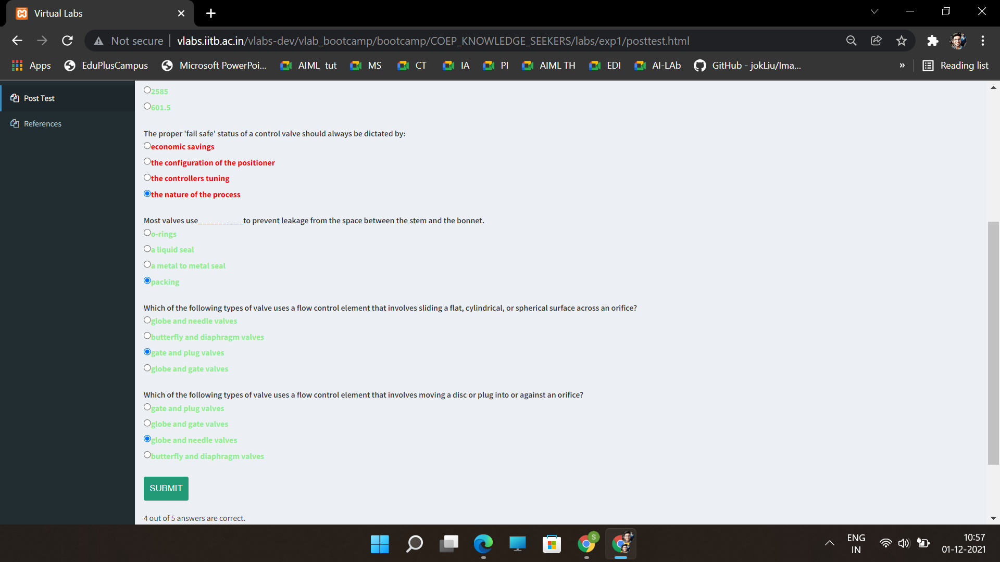 Virtual Labs
Not secure
vlabs.iitb.ac.in/vlabs-dev/vlab_bootcamp/bootcamp/COEP_KNOWLEDGE_SEEKERS/labs/exp1/posttest.html
Apps
EduPlusCampus
Microsoft PowerPoi...
AIML tut
MS
CT
IA
PI
AIML TH
EDI
AI-LAb
GitHub - jokLiu/Ima...
»
Reading list
Post Test
References
2585
601.5
The proper 'fail safe' status of a control valve should always be dictated by:
economic savings
the configuration of the positioner
the controllers tuning
the nature of the process
Most valves use___________to prevent leakage from the space between the stem and the bonnet.
o-rings
a liquid seal
a metal to metal seal
packing
Which of the following types of valve uses a flow control element that involves sliding a flat, cylindrical, or spherical surface across an orifice?
globe and needle valves
butterfly and diaphragm valves
gate and plug valves
globe and gate valves
Which of the following types of valve uses a flow control element that involves moving a disc or plug into or against an orifice?
gate and plug valves
globe and gate valves
globe and needle valves
butterfly and diaphragm valves
SUBMIT
4 out of 5 answers are correct.
S
ENG
IN
10:57
01-12-2021